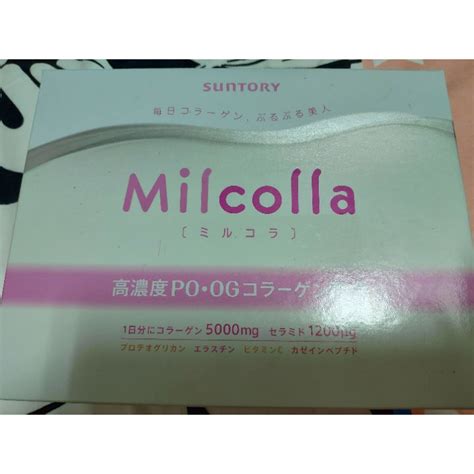 SUNTORY
毎日コラーゲン、ぷるぷる美人
Milcolla
〔ミルコラ〕
高濃度PO・OGコラーゲン
1日分にコラーゲン 5000mg セラミド 1200μg
プロテオグリカン エラスチン ビタミンC カゼインペプチド